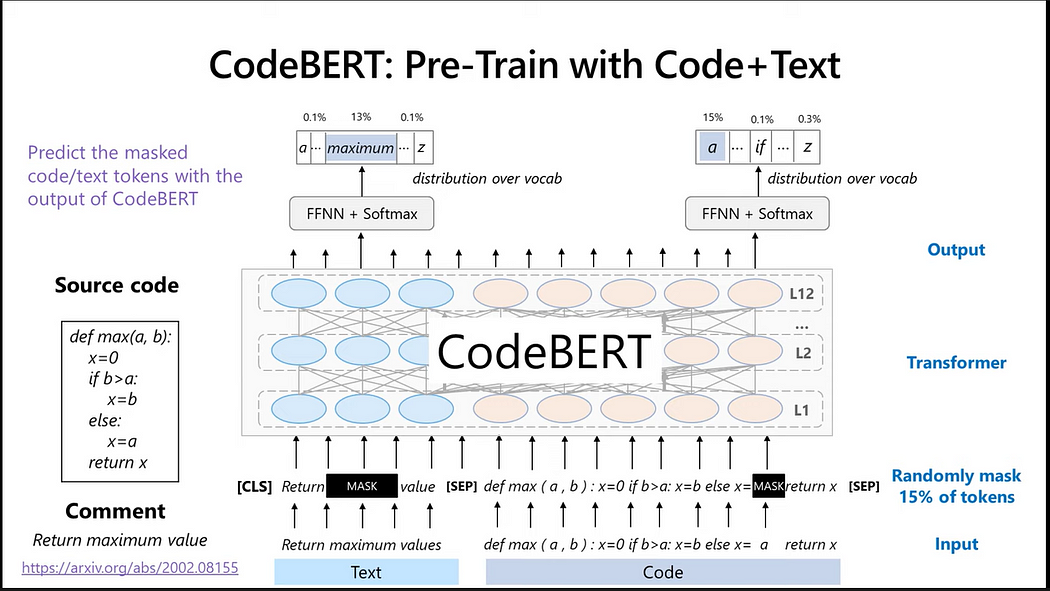 CodeBERT: Pre-Train with Code+Text
Predict the masked
code/text tokens with the
output of CodeBERT
0.1% 13% 0.1%
a ... maximum ... z
distribution over vocab
FFNN + Softmax
15% 0.1% 0.3%
a ... if ... z
distribution over vocab
FFNN + Softmax
Output
Source code
def max(a, b):
x=0
if b>a:
x=b
else:
x=a
return x
L12
...
L2
L1
CodeBERT
Transformer
[CLS] Return MASK value [SEP] def max ( a , b ) : x=0 if b>a: x=b else x= MASK return x [SEP]
Randomly mask
15% of tokens
Comment
Return maximum value
https://arxiv.org/abs/2002.08155
Return maximum values
def max ( a , b ) : x=0 if b>a: x=b else x= a return x
Input
Text
Code